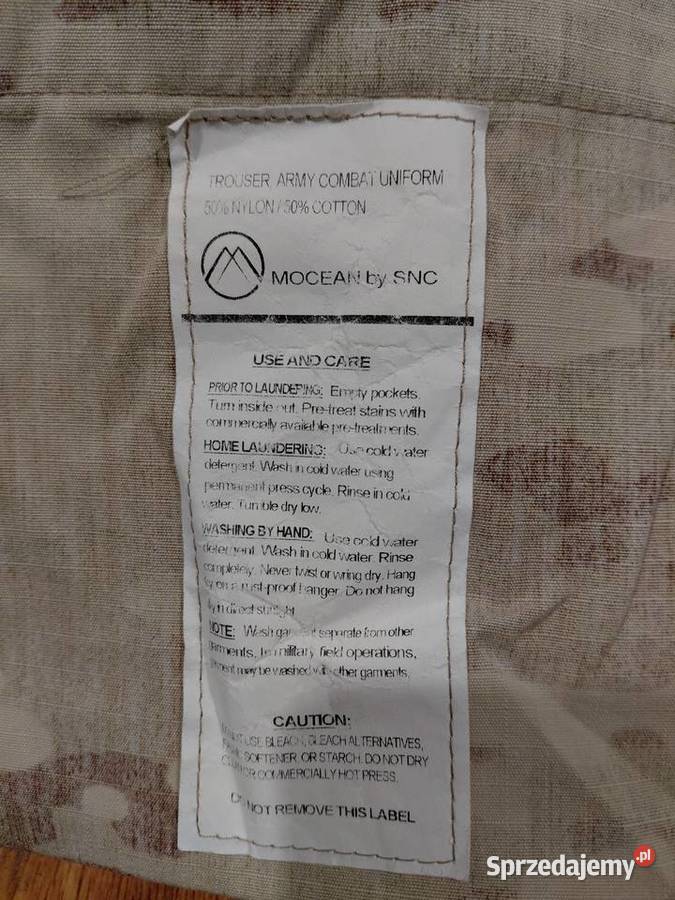 TROUSER, ARMY COMBAT UNIFORM
50% NYLON / 50% COTTON
MOCEAN by SNC
USE AND CARE
PRIOR TO LAUNDERING: Empty pockets.
Turn inside out. Pre-treat stains with
commercially available pre-treatments.
HOME LAUNDERING: Use cold water
detergent. Wash in cold water using
permanent press cycle. Rinse in cold
water. Tumble dry low.
WASHING BY HAND: Use cold water
detergent. Wash in cold water. Rinse
completely. Never twist or wring dry. Hang
dry on a rust-proof hanger. Do not hang
dry in direct sunlight
NOTE: Wash garment separate from other
garments, In military field operations,
garment may be washed with other garments.
CAUTION:
USE BLEACH, BLEACH ALTERNATIVES,
SOFTENER, OR STARCH. DO NOT DRY
OR COMMERCIALLY HOT PRESS.
DO NOT REMOVE THIS LABEL
Sprzedajemy.pl